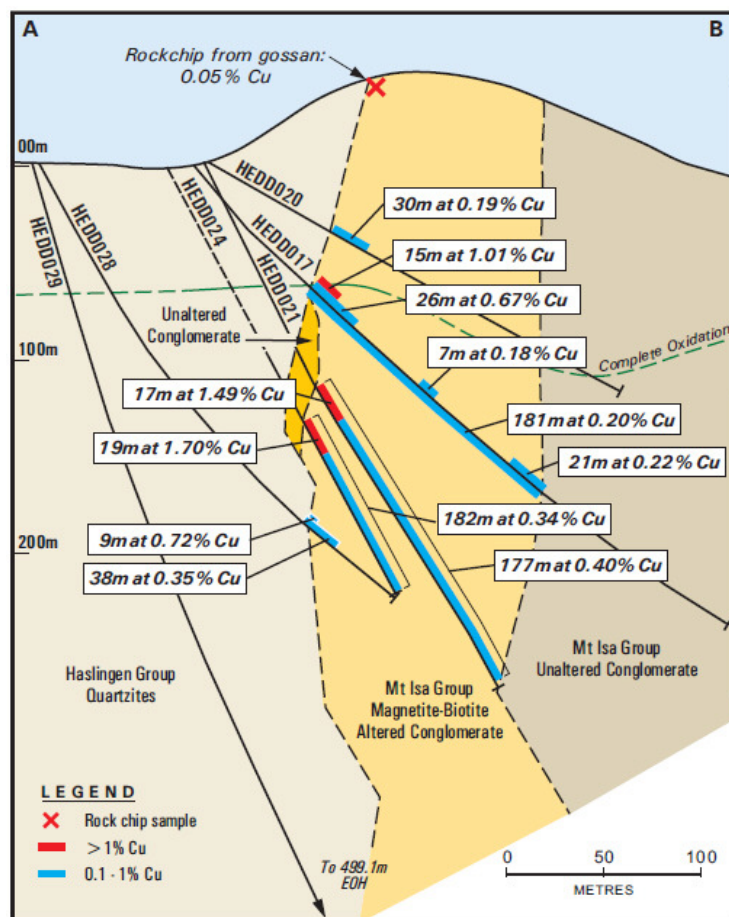 A
B
Rockchip from gossan:
0.05% Cu
00m
HEDD020
HEDD024
HEDD017
HEDD028
HEDD029
HEDD021
30m at 0.19% Cu
15m at 1.01% Cu
26m at 0.67% Cu
Unaltered
Conglomerate
7m at 0.18% Cu
Complete Oxidation
100m
17m at 1.49% Cu
181m at 0.20% Cu
19m at 1.70% Cu
21m at 0.22% Cu
182m at 0.34% Cu
200m
9m at 0.72% Cu
177m at 0.40% Cu
38m at 0.35% Cu
Haslingen Group
Quartzites
Mt Isa Group
Magnetite-Biotite
Altered Conglomerate
Mt Isa Group
Unaltered Conglomerate
LEGEND
Rock chip sample
>1% Cu
0.1 - 1% Cu
To 499.1m
EOH
0 50 100
METRES